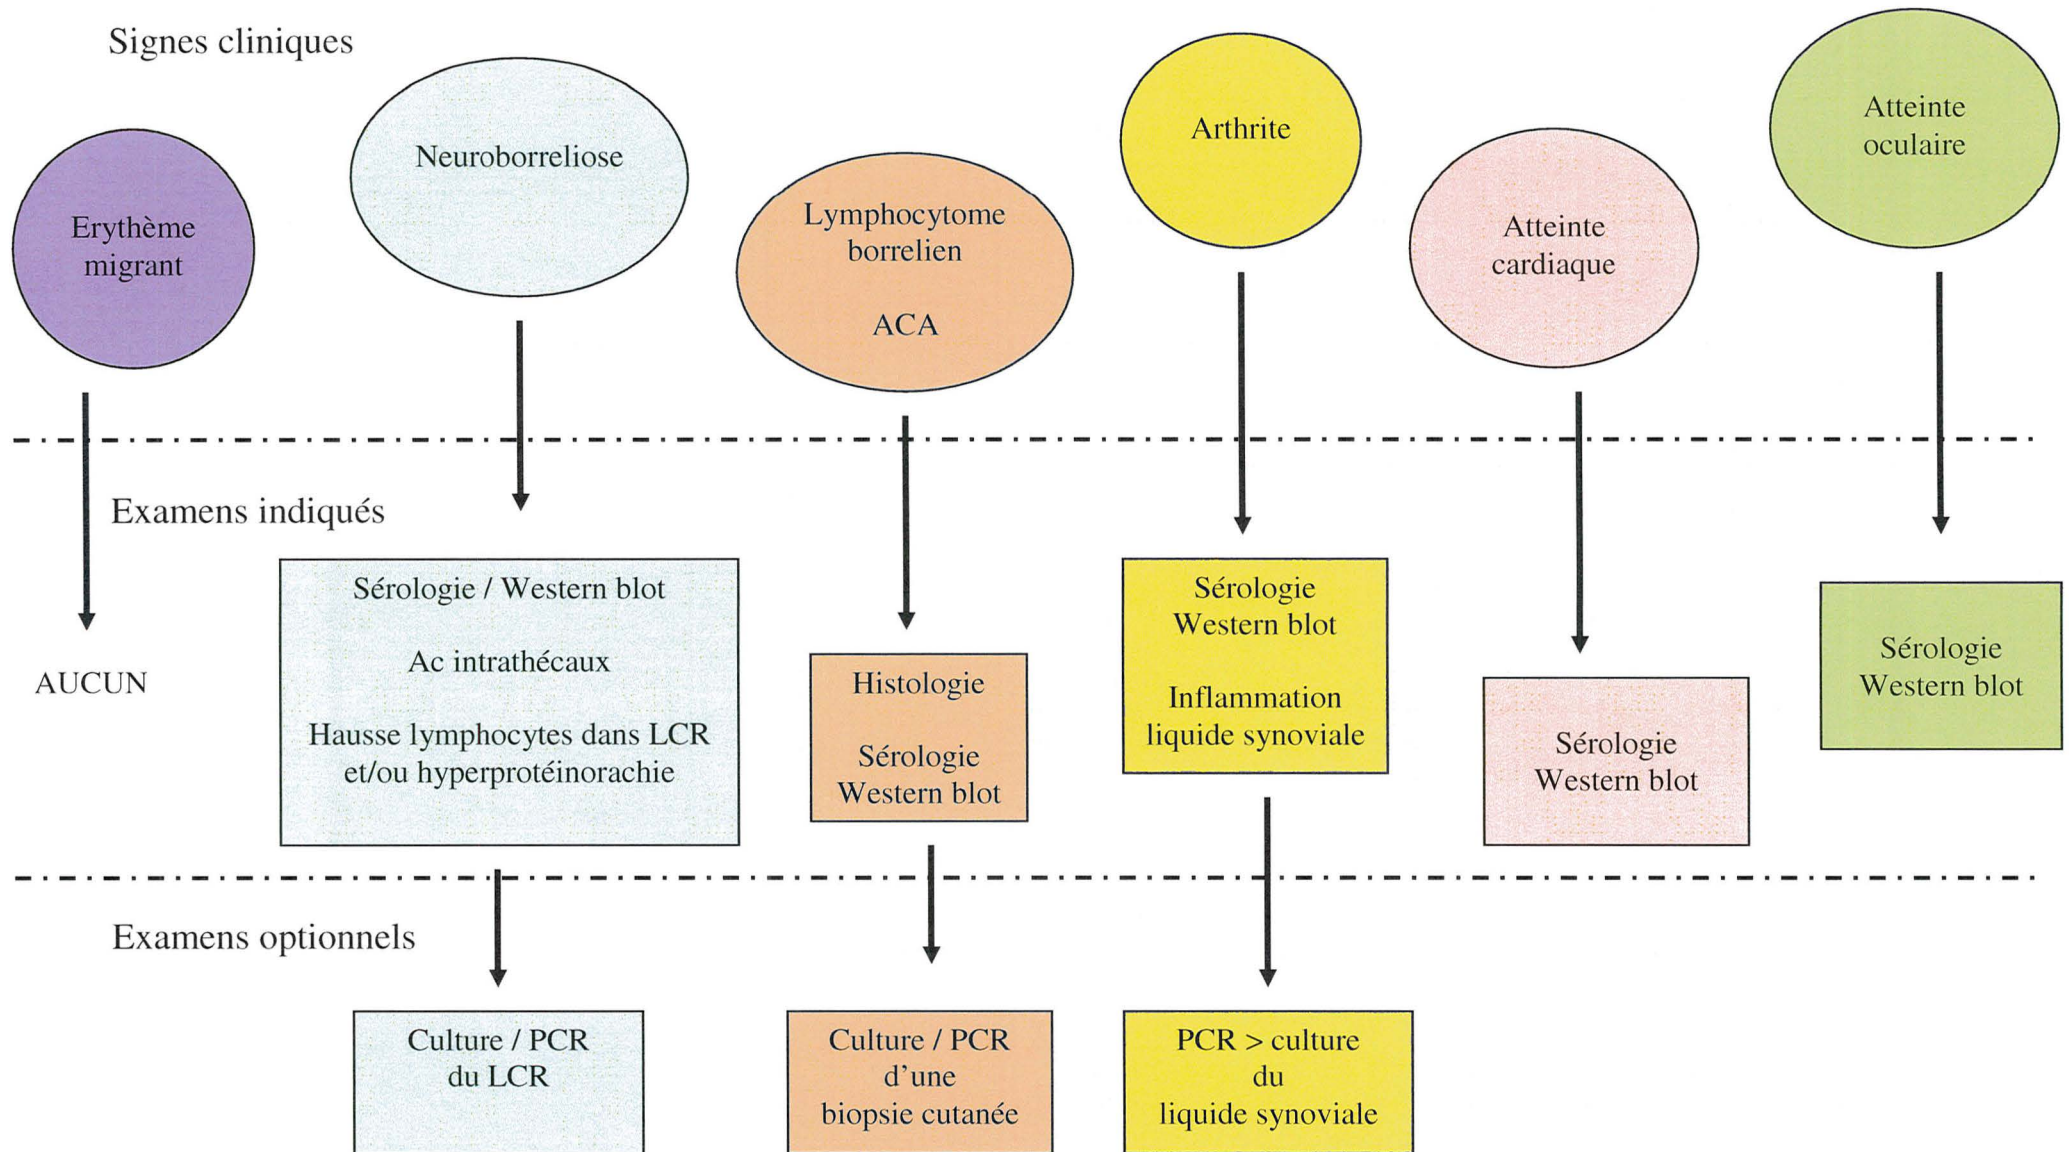 Signes cliniques
Erythème
migrant
Neuroborreliose
Lymphocytome
borrelien
ACA
Arthrite
Atteinte
cardiaque
Atteinte
oculaire
Examens indiqués
AUCUN
Sérologie / Western blot
Ac intrathécaux
Hausse lymphocytes dans LCR
et/ou hyperprotéinorachie
Histologie
Sérologie
Western blot
Sérologie
Western blot
Inflammation
liquide synoviale
Sérologie
Western blot
Sérologie
Western blot
Examens optionnels
Culture / PCR
du LCR
Culture / PCR
d’une
biopsie cutanée
PCR > culture
du
liquide synoviale